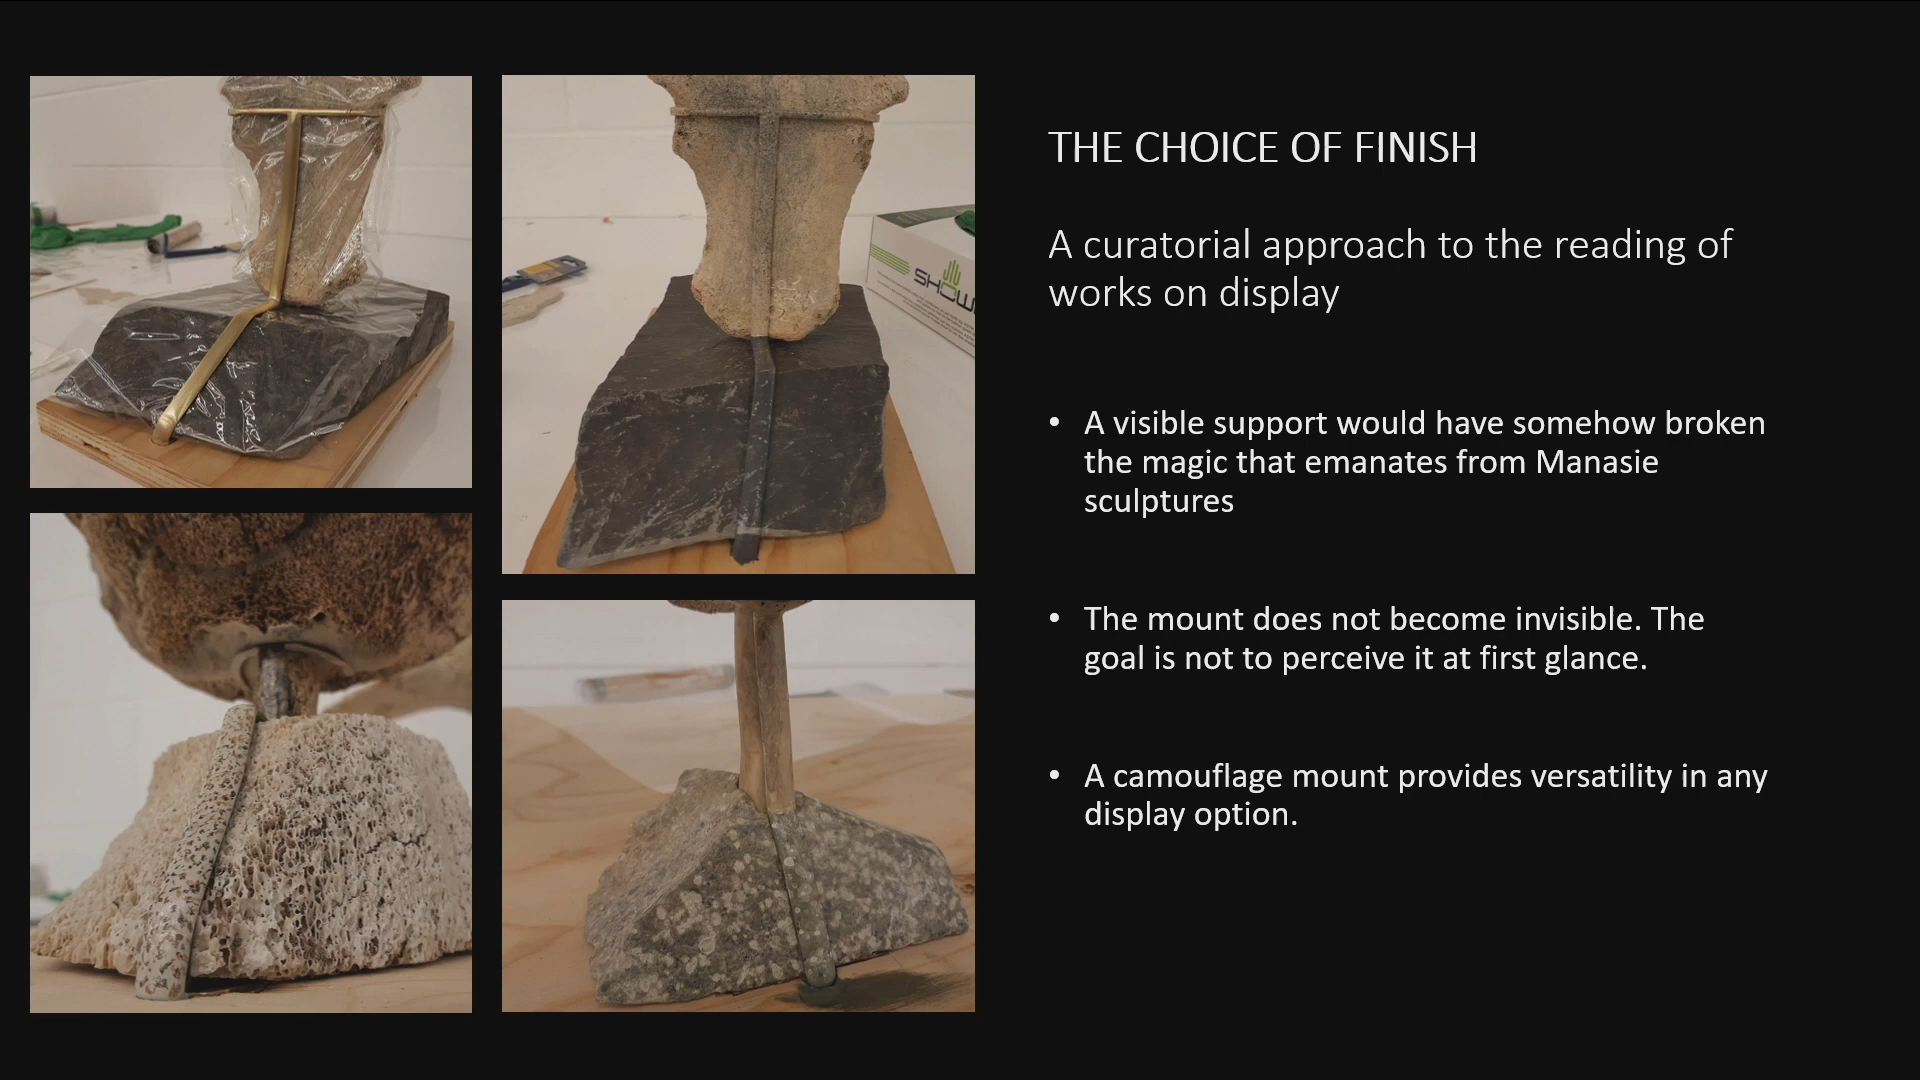 THE CHOICE OF FINISH
A curatorial approach to the reading of
works on display
• A visible support would have somehow broken
the magic that emanates from Manasie
sculptures
• The mount does not become invisible. The
goal is not to perceive it at first glance.
• A camouflage mount provides versatility in any
display option.